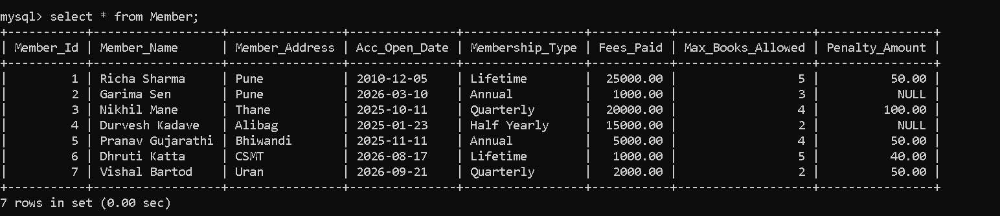 mysql> select * from Member;
+-----------+-----------------+----------------+---------------+-----------------+-----------+-------------------+----------------+
| Member_Id | Member_Name     | Member_Address | Acc_Open_Date | Membership_Type | Fees_Paid | Max_Books_Allowed | Penalty_Amount |
+-----------+-----------------+----------------+---------------+-----------------+-----------+-------------------+----------------+
|         1 | Richa Sharma    | Pune           | 2010-12-05    | Lifetime        |  25000.00 |                 5 |          50.00 |
|         2 | Garima Sen      | Pune           | 2026-03-10    | Annual          |   1000.00 |                 3 |           NULL |
|         3 | Nikhil Mane     | Thane          | 2025-10-11    | Quarterly       |  20000.00 |                 4 |         100.00 |
|         4 | Durvesh Kadave  | Alibag         | 2025-01-23    | Half Yearly     |  15000.00 |                 2 |           NULL |
|         5 | Pranav Gujarathi | Bhiwandi       | 2025-11-11    | Annual          |   5000.00 |                 4 |          50.00 |
|         6 | Dhruti Katta    | CSMT           | 2026-08-17    | Lifetime        |   1000.00 |                 5 |          40.00 |
|         7 | Vishal Bartod   | Uran           | 2026-09-21    | Quarterly       |   2000.00 |                 2 |          50.00 |
+-----------+-----------------+----------------+---------------+-----------------+-----------+-------------------+----------------+
7 rows in set (0.00 sec)